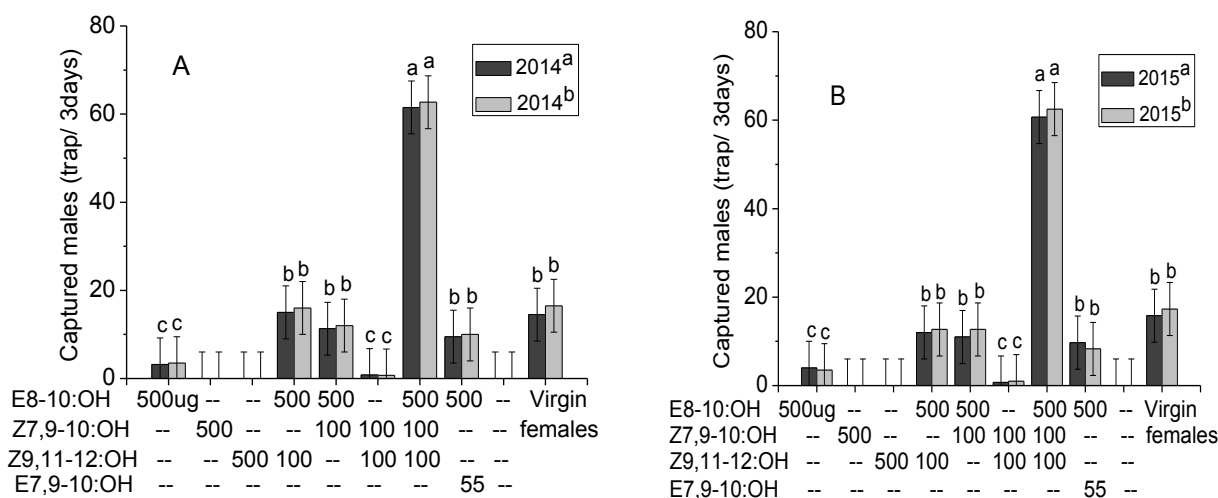 80
60
40
20
0
Captured males (trap/ 3days)
A
2014a
2014b
c c
b b
b b
c c
a a
b b
b b
E8-10:OH 500ug -- -- 500 500 -- 500 500 -- Virgin
Z7,9-10:OH -- 500 -- -- 100 100 100 -- -- females
Z9,11-12:OH -- -- 500 100 -- 100 100 -- --
E7,9-10:OH -- -- -- -- -- -- -- 55 --
80
60
40
20
0
Captured males (trap/ 3days)
B
2015a
2015b
c c
b b
b b
c c
a a
b b
b b
E8-10:OH 500ug -- -- 500 500 -- 500 500 -- Virgin
Z7,9-10:OH -- 500 -- -- 100 100 100 -- -- females
Z9,11-12:OH -- -- 500 100 -- 100 100 -- --
E7,9-10:OH -- -- -- -- -- -- -- 55 --